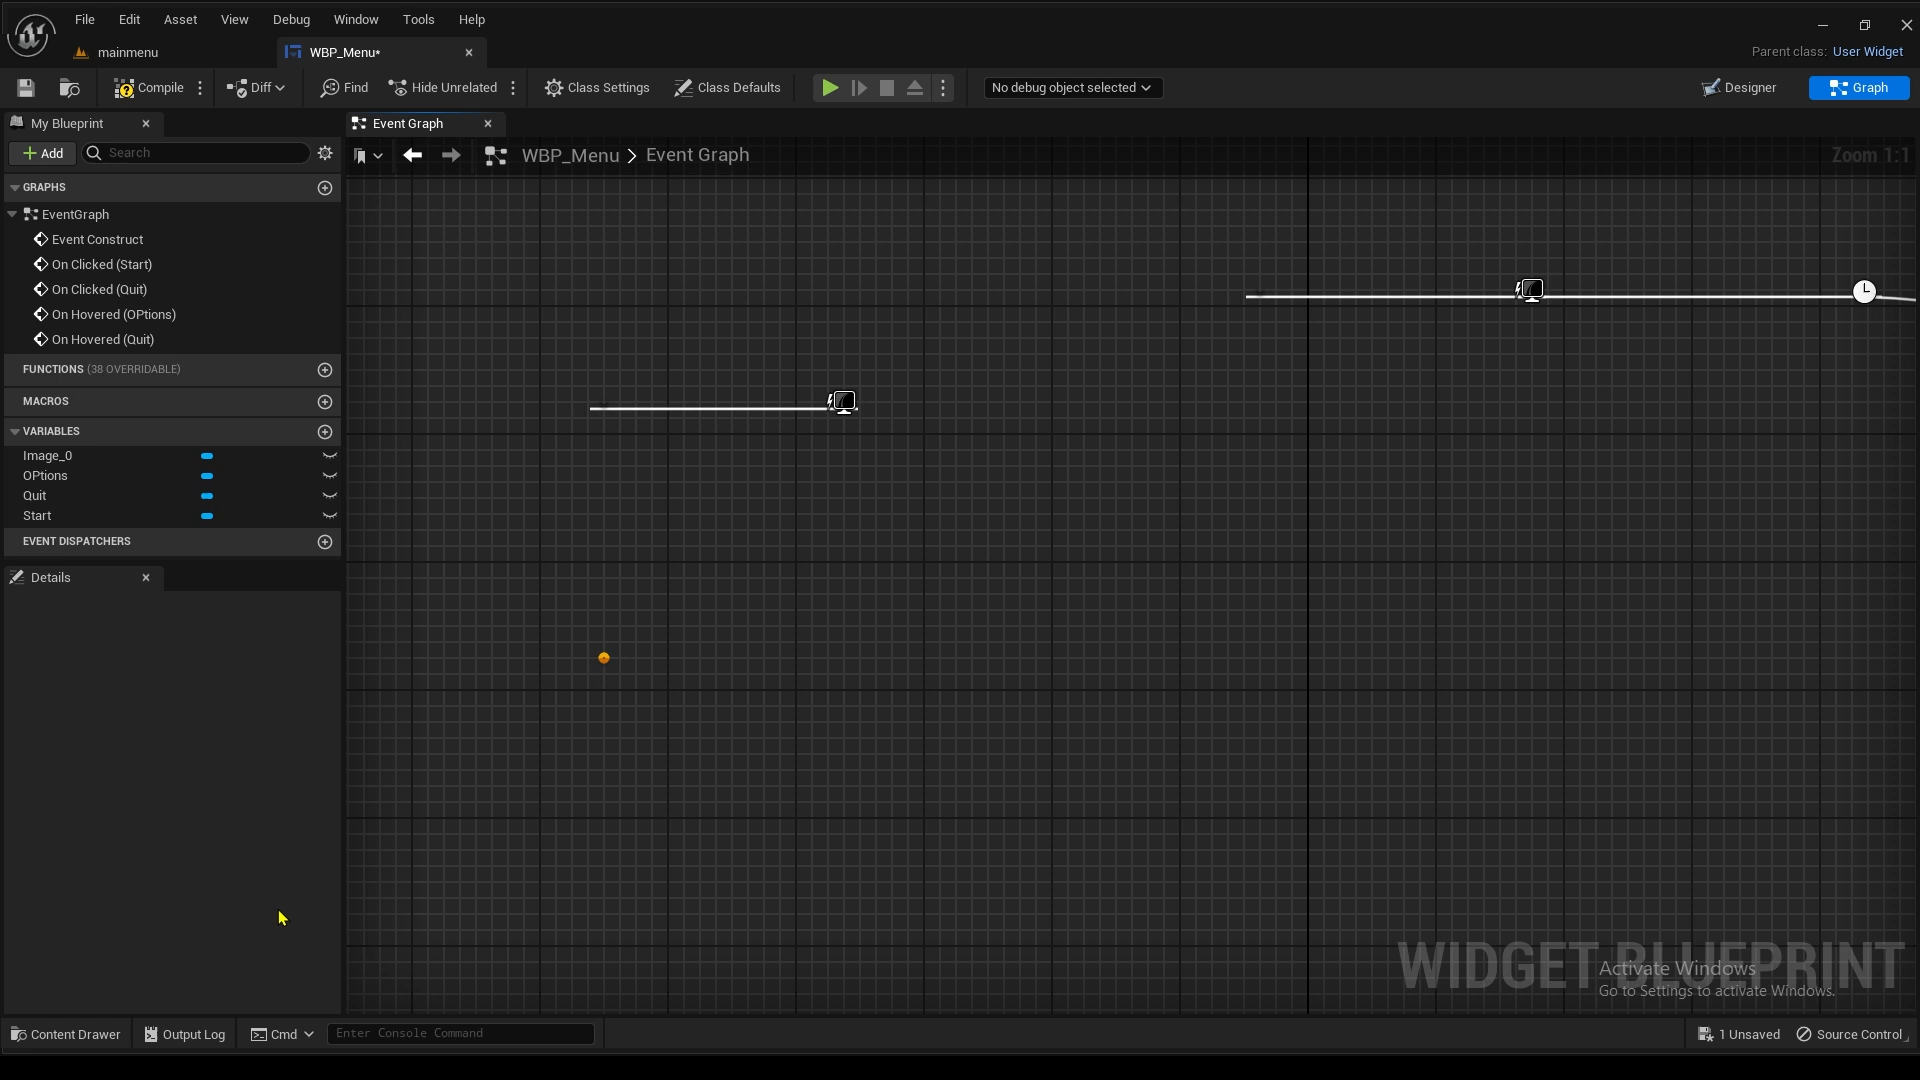 File Edit Asset View Debug Window Tools Help
mainmenu
WBP_Menu*
Parent class: User Widget
Compile
Diff
Find
Hide Unrelated
Class Settings
Class Defaults
No debug object selected
Designer
Graph
My Blueprint
Event Graph
Add
Search
WBP_Menu > Event Graph
Zoom 1:1
GRAPHS
EventGraph
Event Construct
On Clicked (Start)
On Clicked (Quit)
On Hovered (OPtions)
On Hovered (Quit)
FUNCTIONS (38 OVERRIDABLE)
MACROS
VARIABLES
Image_0
OPtions
Quit
Start
EVENT DISPATCHERS
Details
WIDGET BLUEPRINT
Activate Windows
Go to Settings to activate Windows.
Content Drawer
Output Log
Cmd
Enter Console Command
1 Unsaved
Source Control